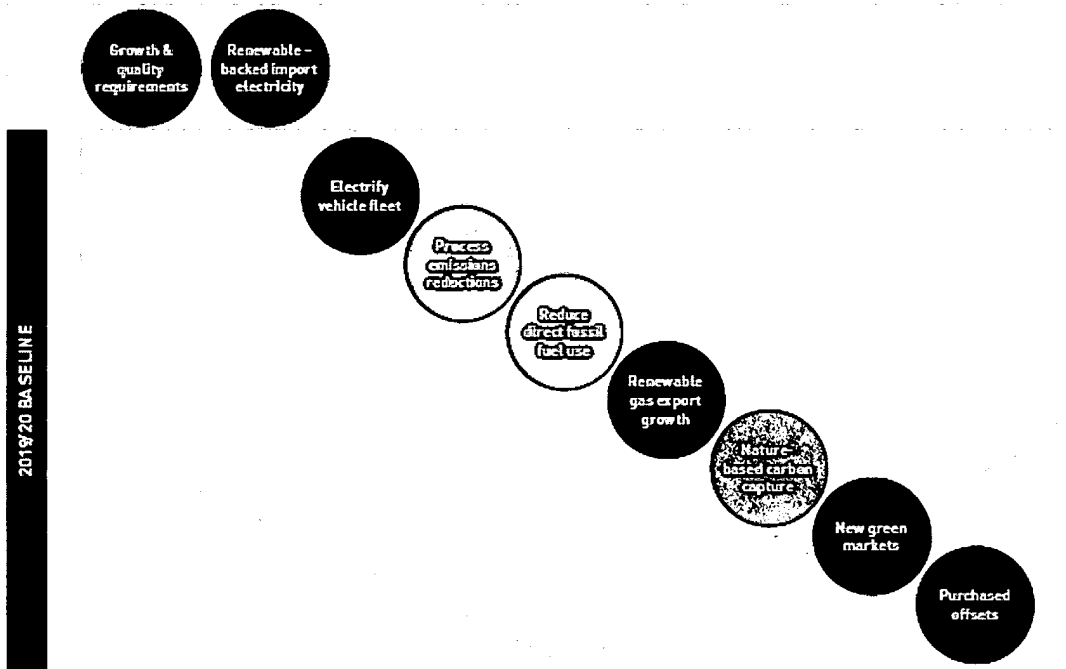 Growth &
quality
requirements
Renewable –
backed import
electricity
Electrify
vehicle fleet
Process
emissions
reductions
Reduce
direct fossil
fuel use
Renewable
gas export
growth
Nature-
based carbon
capture
New green
markets
Purchased
offsets
2019/20 BASELINE